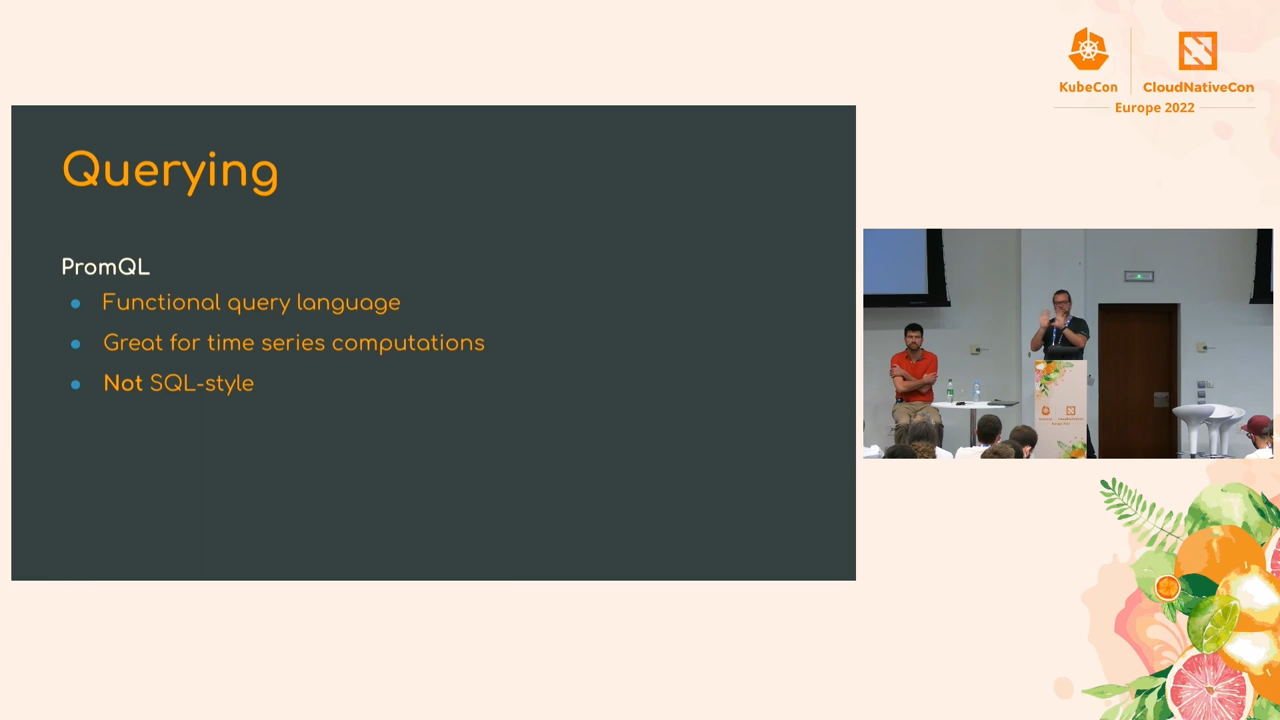 KubeCon
CloudNativeCon
Europe 2022
Querying
PromQL
Functional query language
Great for time series computations
Not SQL-style